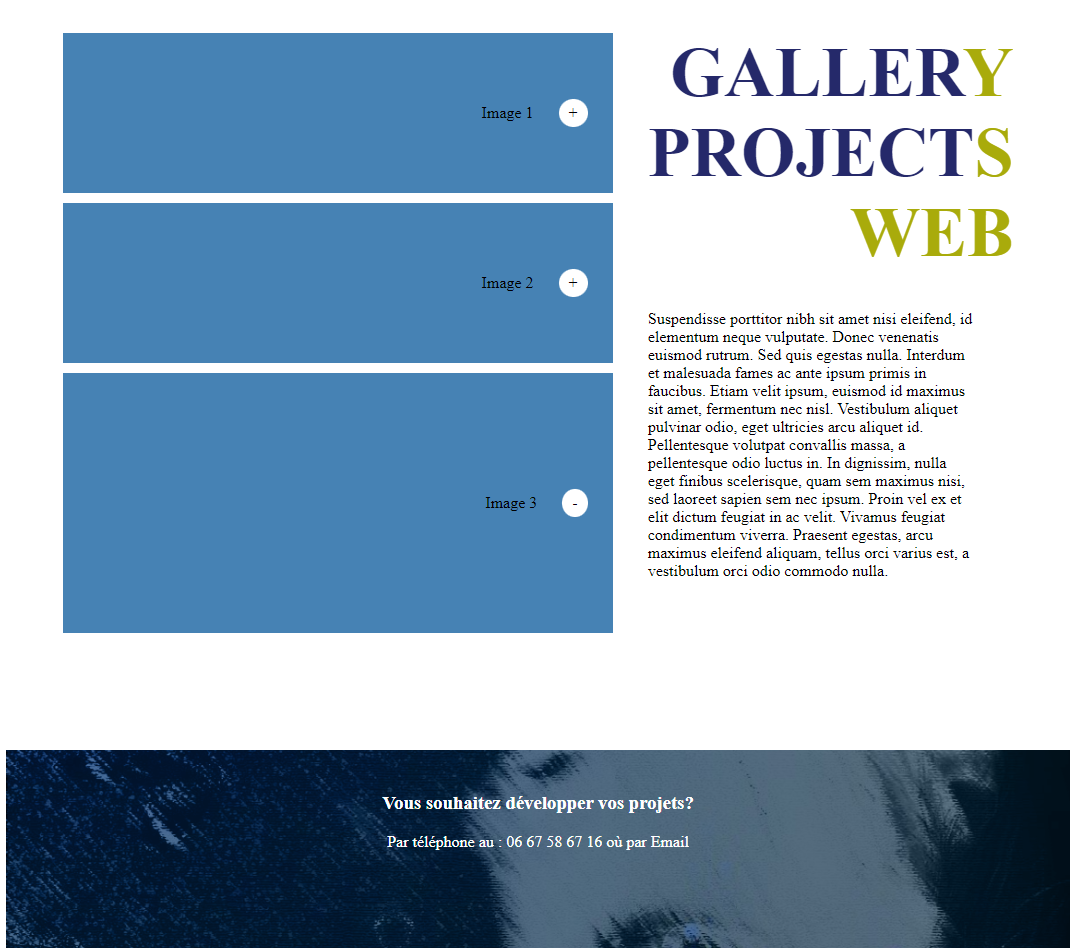 Image 1 +
Image 2 +
Image 3 -
GALLERY
PROJECTS
WEB
Suspendisse porttitor nibh sit amet nisi eleifend, id
elementum neque vulputate. Donec venenatis
euismod rutrum. Sed quis egestas nulla. Interdum
et malesuada fames ac ante ipsum primis in
faucibus. Etiam velit ipsum, euismod id maximus
sit amet, fermentum nec nisl. Vestibulum aliquet
pulvinar odio, eget ultricies arcu aliquet id.
Pellentesque volutpat convallis massa, a
pellentesque odio luctus in. In dignissim, nulla
eget finibus scelerisque, quam sem maximus nisi,
sed laoreet sapien sem nec ipsum. Proin vel ex et
elit dictum feugiat in ac velit. Vivamus feugiat
condimentum viverra. Praesent egestas, arcu
maximus eleifend aliquam, tellus orci varius est, a
vestibulum orci odio commodo nulla.
Vous souhaitez développer vos projets?
Par téléphone au : 06 67 58 67 16 où par Email